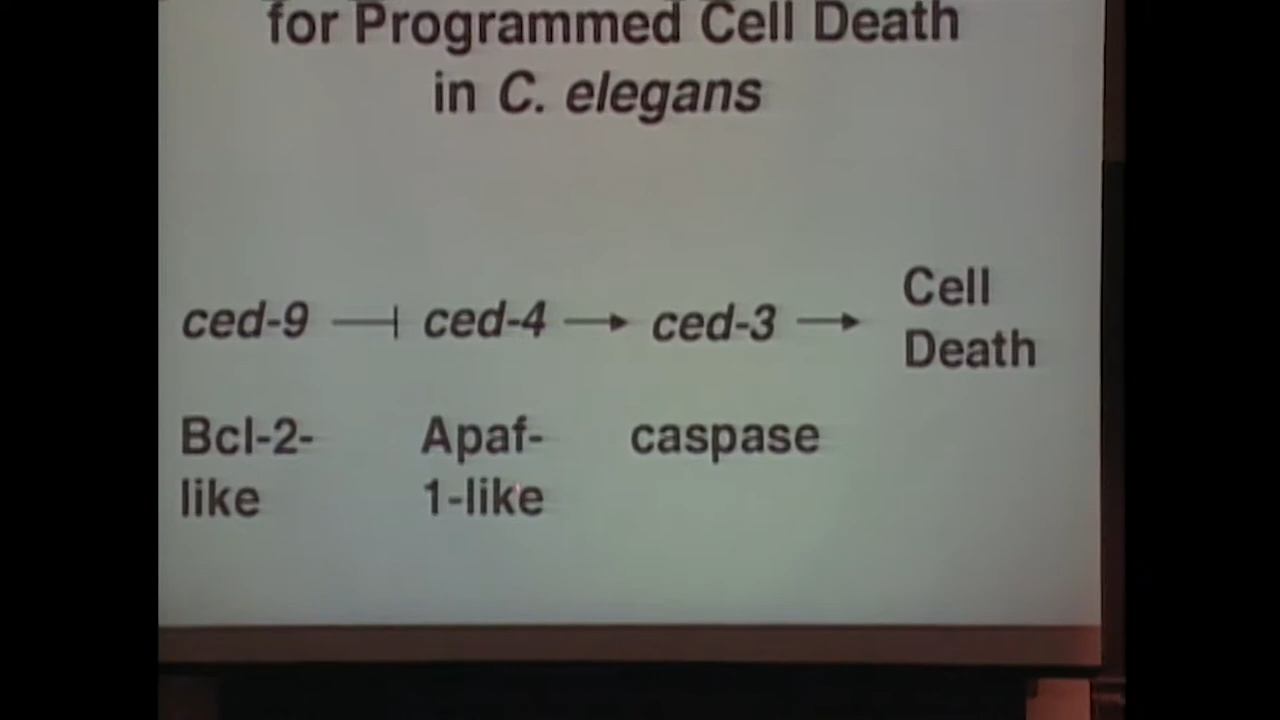 for Programmed Cell Death
in C. elegans
ced-9 ⊣ ced-4 → ced-3 → Cell Death
Bcl-2-like Apaf-1-like caspase